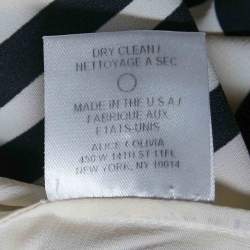 DRY CLEAN /
NETTOYAGE A SEC
MADE IN THE U.S.A /
FABRIQUE AUX
ETATS-UNIS
ALICE + OLIVIA
450 W 14TH ST 11FL
NEW YORK, NY 10014